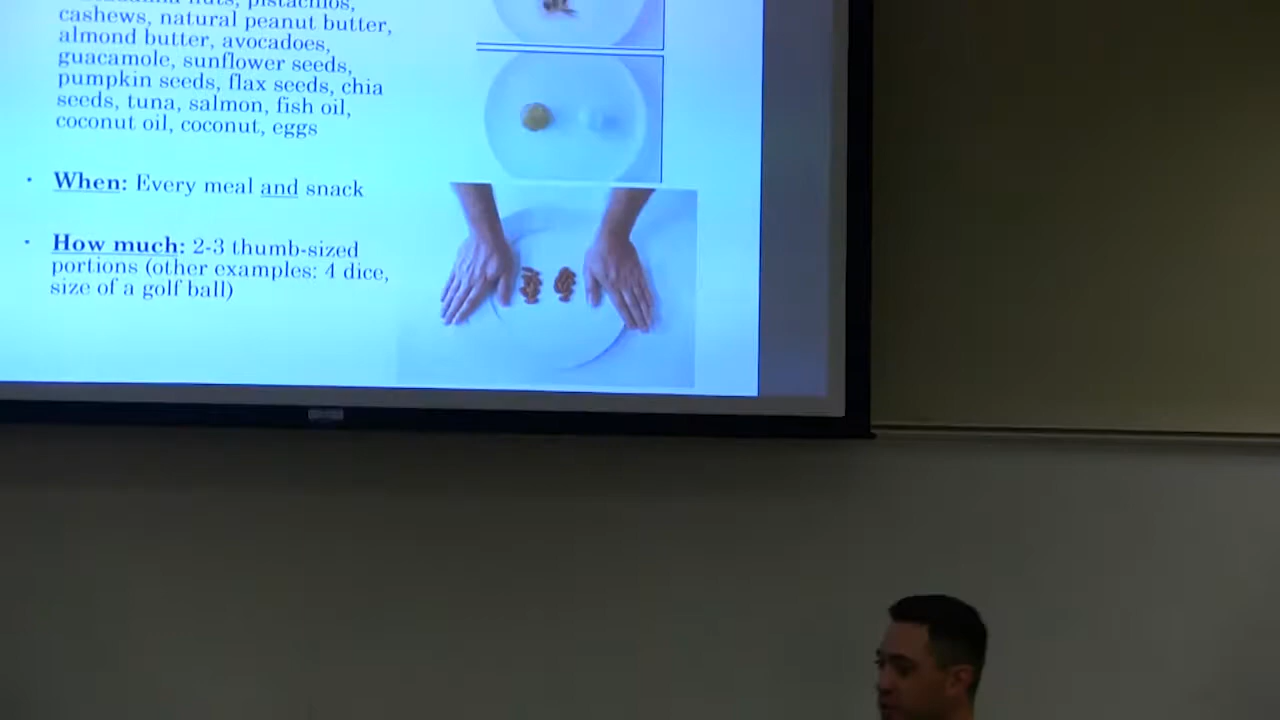 nuts, pistachios,
cashews, natural peanut butter,
almond butter, avocadoes,
guacamole, sunflower seeds,
pumpkin seeds, flax seeds, chia
seeds, tuna, salmon, fish oil,
coconut oil, coconut, eggs
• When: Every meal and snack
• How much: 2-3 thumb-sized
portions (other examples: 4 dice,
size of a golf ball)